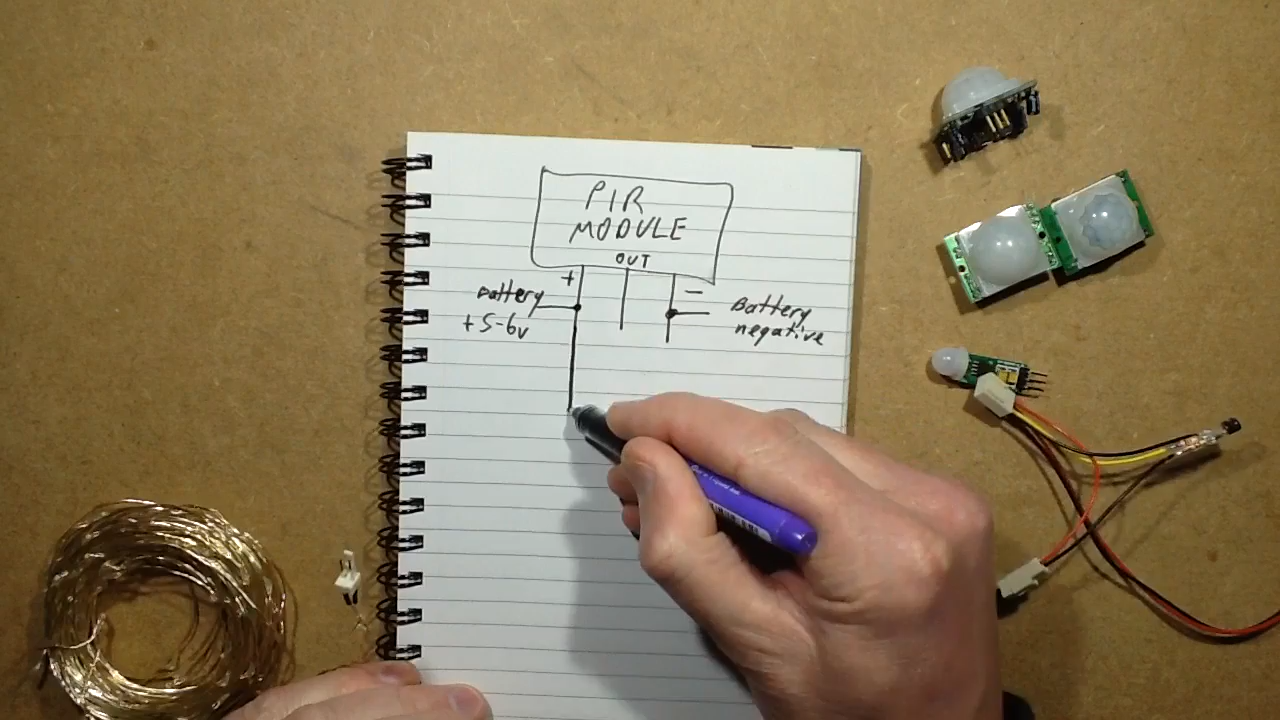 PIR
MODULE
OUT
+
-
Battery
+5-6v
Battery
negative